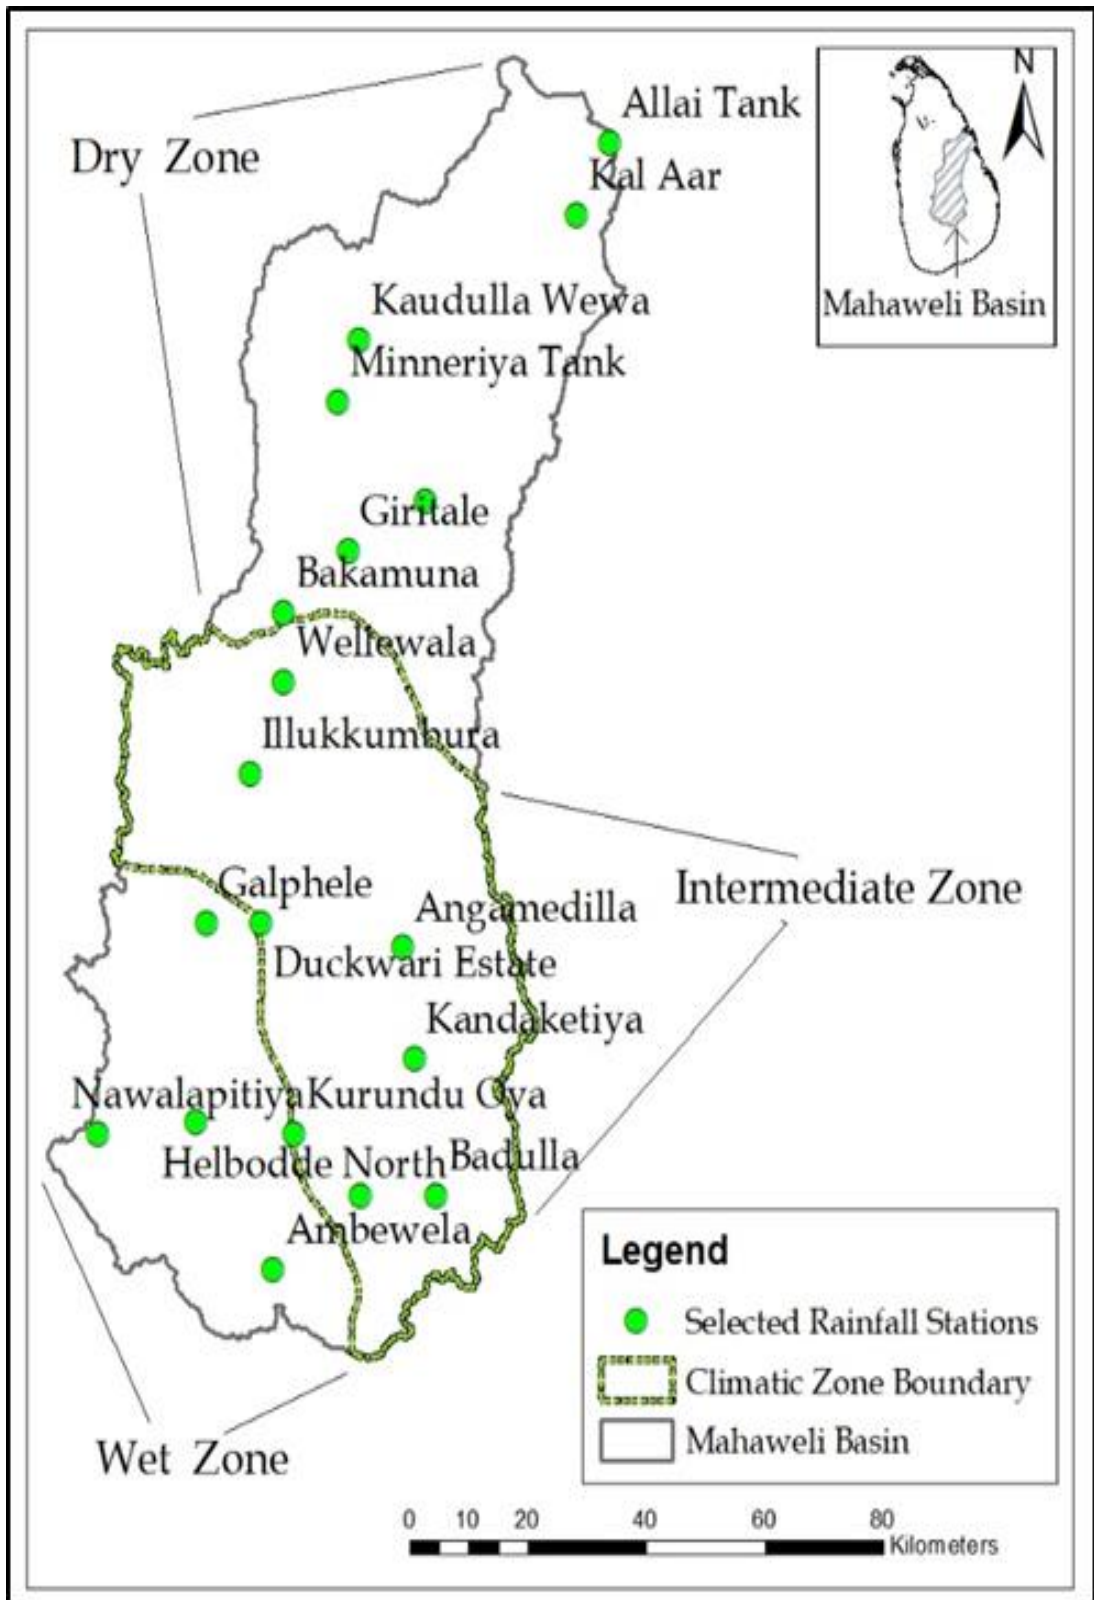 N
Allai Tank
Dry Zone
Kal Aar
Mahaweli Basin
Kaudulla Wewa
Minneriya Tank
Giritale
Bakamuna
Wellewala
Illukkumbura
Galphele
Intermediate Zone
Angamedilla
Duckwari Estate
Kandaketiya
Nawalapitiya Kurundu Oya
Helbodde North Badulla
Ambewela
Legend
Selected Rainfall Stations
Climatic Zone Boundary
Mahaweli Basin
Wet Zone
0 10 20 40 60 80
Kilometers